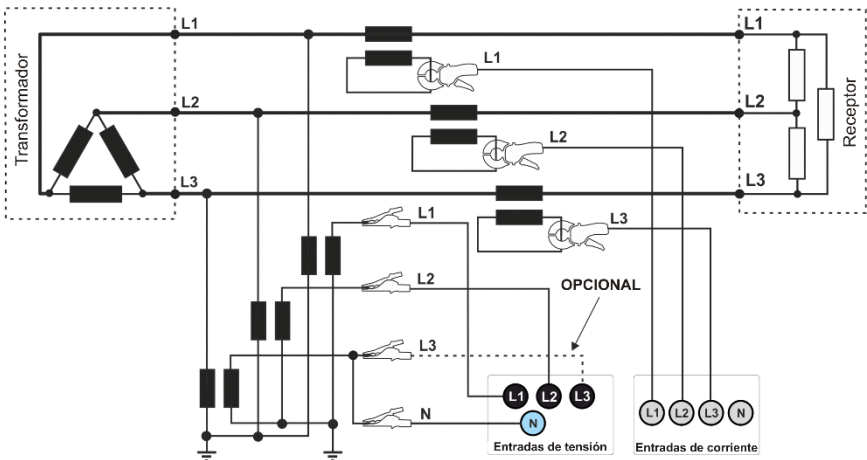 L1
L1
Transformador
L1
L2
L2
Receptor
L2
L3
L3
L1
L3
L2
OPCIONAL
L3
N
L1 L2 L3
N
Entradas de tensión
L1 L2 L3 N
Entradas de corriente